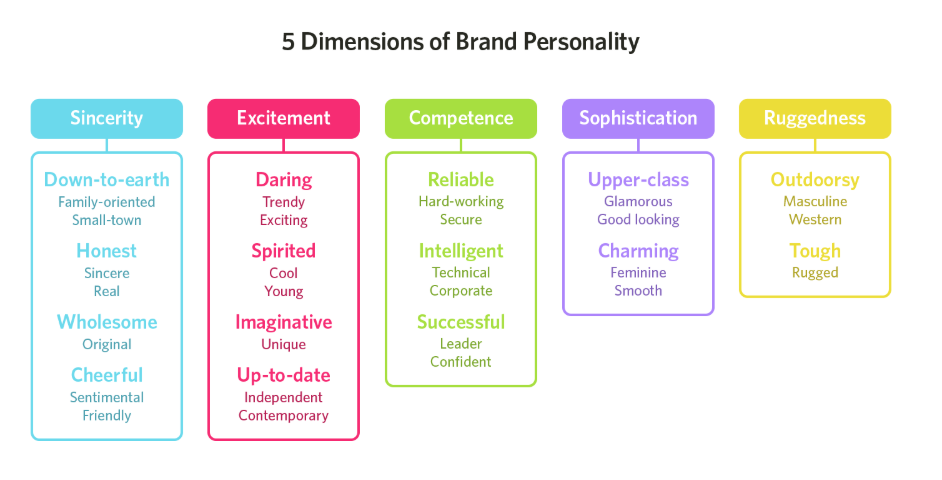 5 Dimensions of Brand Personality
Sincerity
Down-to-earth
Family-oriented
Small-town
Honest
Sincere
Real
Wholesome
Original
Cheerful
Sentimental
Friendly
Excitement
Daring
Trendy
Exciting
Spirited
Cool
Young
Imaginative
Unique
Up-to-date
Independent
Contemporary
Competence
Reliable
Hard-working
Secure
Intelligent
Technical
Corporate
Successful
Leader
Confident
Sophistication
Upper-class
Glamorous
Good looking
Charming
Feminine
Smooth
Ruggedness
Outdoorsy
Masculine
Western
Tough
Rugged